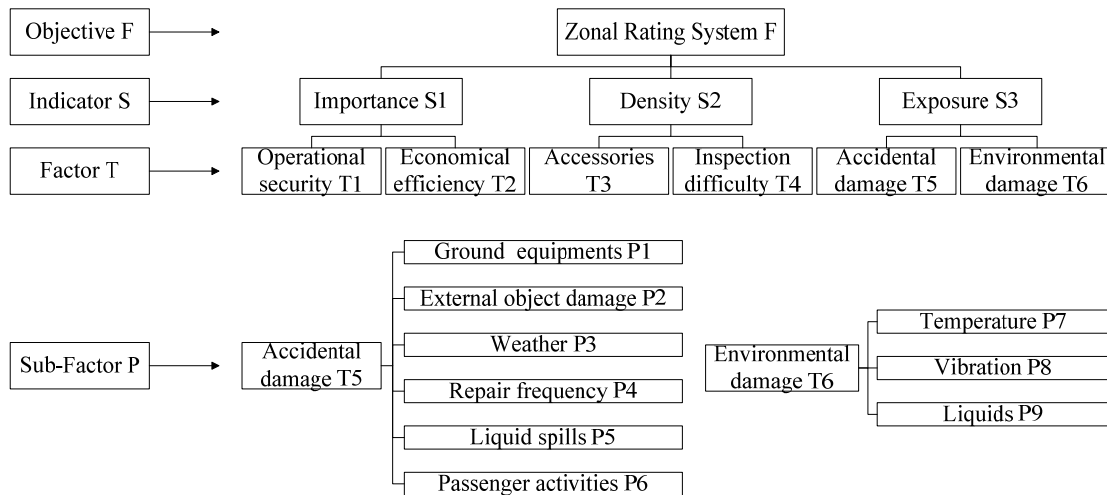 Objective F
Zonal Rating System F
Indicator S
Importance S1
Density S2
Exposure S3
Factor T
Operational
security T1
Economical
efficiency T2
Accessories
T3
Inspection
difficulty T4
Accidental
damage T5
Environmental
damage T6
Sub-Factor P
Accidental
damage T5
Ground equipments P1
External object damage P2
Weather P3
Repair frequency P4
Liquid spills P5
Passenger activities P6
Environmental
damage T6
Temperature P7
Vibration P8
Liquids P9